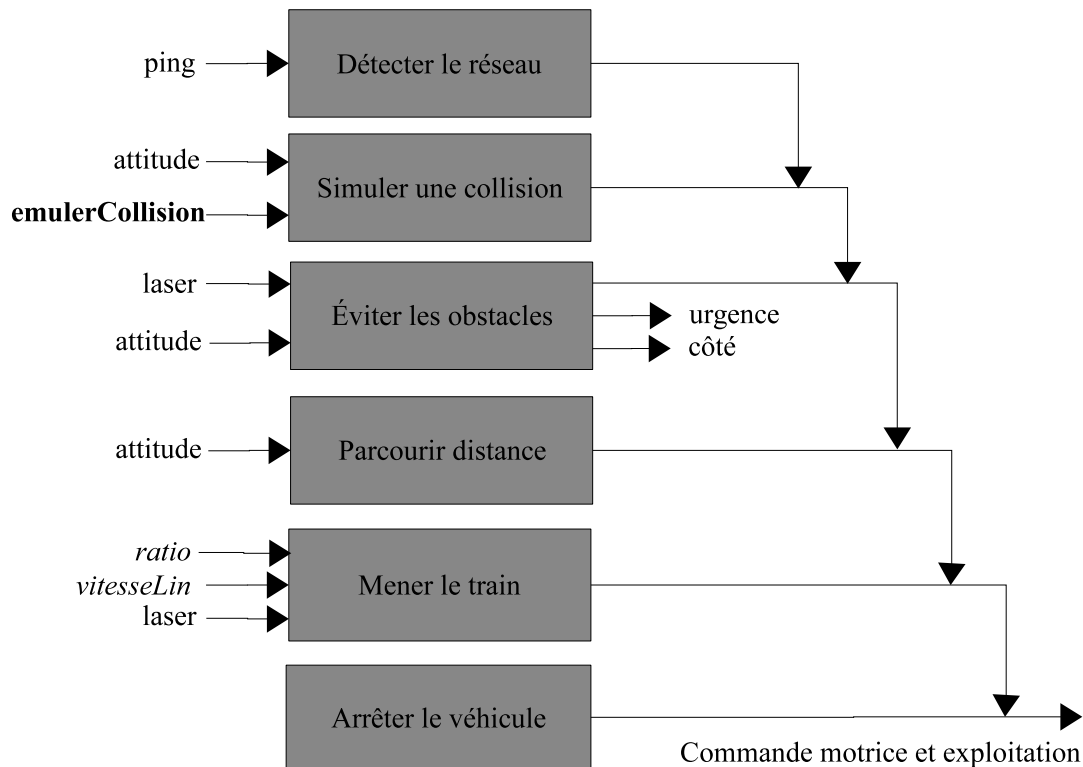 ping
Détecter le réseau
attitude
emulerCollision
Simuler une collision
laser
attitude
Éviter les obstacles
urgence
côté
attitude
Parcourir distance
ratio
vitesseLin
laser
Mener le train
Arrêter le véhicule
Commande motrice et exploitation